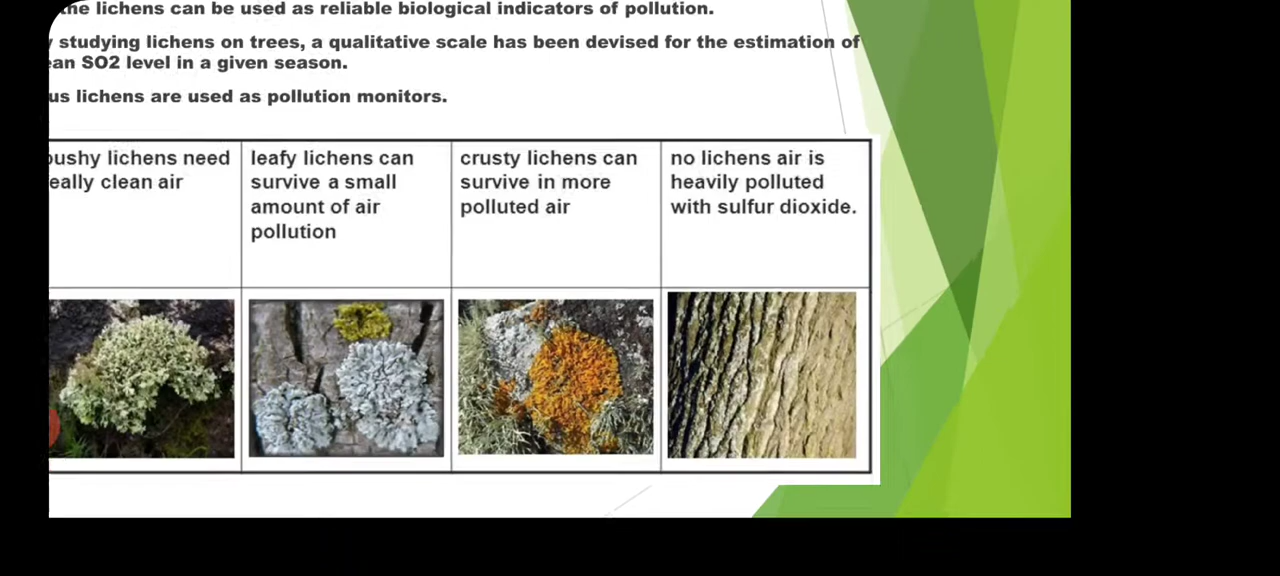 the lichens can be used as reliable biological indicators of pollution.
studying lichens on trees, a qualitative scale has been devised for the estimation of
SO2 level in a given season.
lichens are used as pollution monitors.
bushy lichens need
really clean air
leafy lichens can
survive a small
amount of air
pollution
crusty lichens can
survive in more
polluted air
no lichens air is
heavily polluted
with sulfur dioxide.